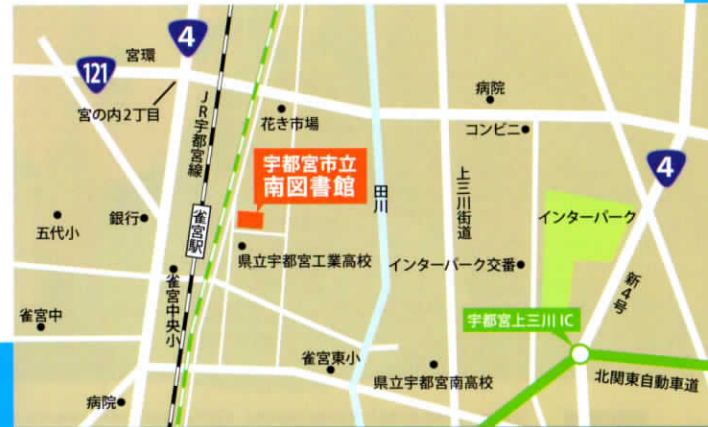 4
宮環
121
宮の内2丁目
JR宇都宮線
花き市場
病院
コンビニ
宇都宮市立
南図書館
田川
上三川街道
4
インターパーク
五代小
銀行
雀宮駅
県立宇都宮工業高校
インターパーク交番
新4号
雀宮中
雀宮中央小
宇都宮上三川IC
雀宮東小
県立宇都宮南高校
北関東自動車道
病院